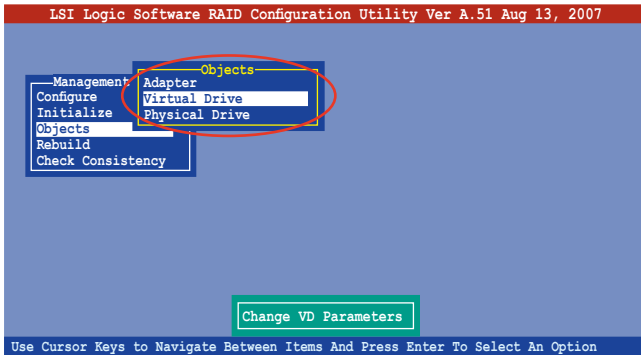 LSI Logic Software RAID Configuration Utility Ver A.51 Aug 13, 2007
Management
Configure
Initialize
Objects
Rebuild
Check Consistency
Objects
Adapter
Virtual Drive
Physical Drive
Change VD Parameters
Use Cursor Keys to Navigate Between Items And Press Enter To Select An Option